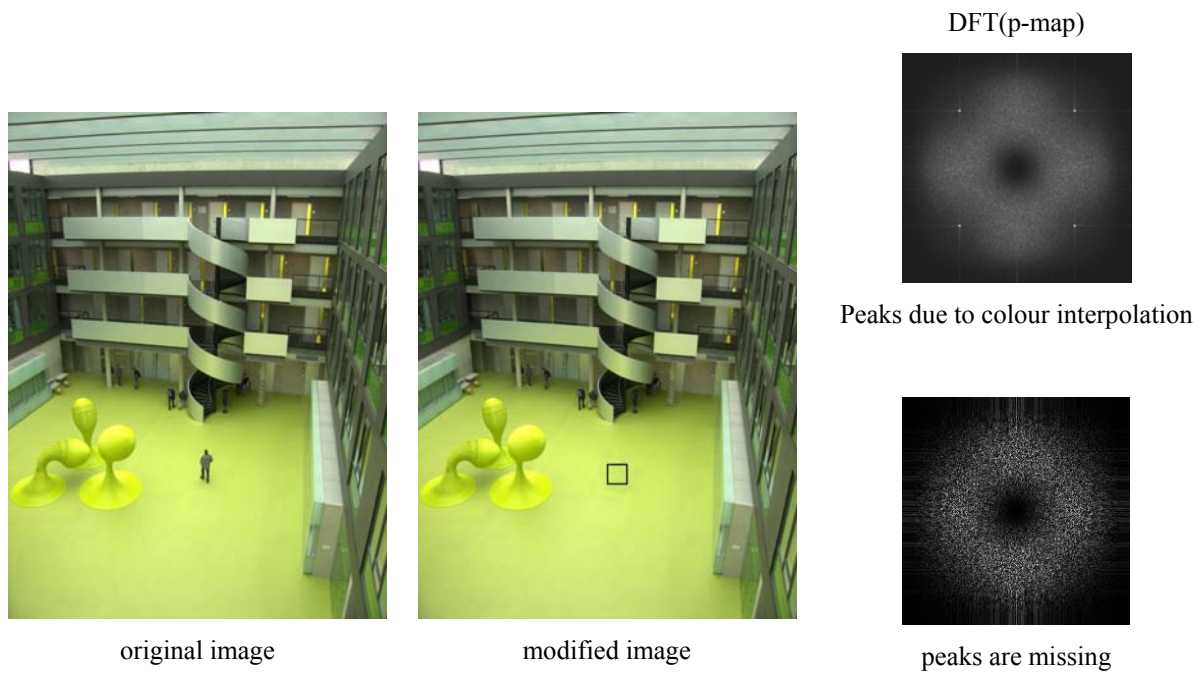 DFT(p-map)
Peaks due to colour interpolation
original image
modified image
peaks are missing